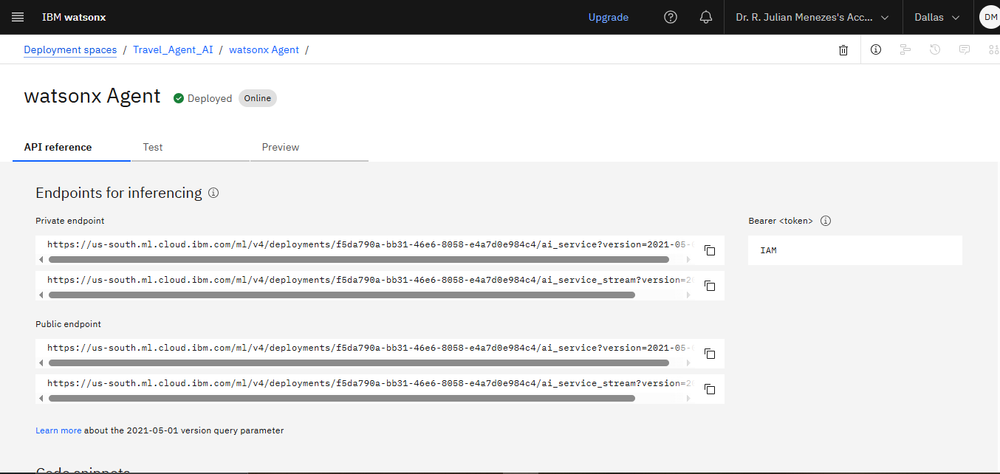 IBM watsonx
Upgrade
Dr. R. Julian Menezes's Acc...
Dallas
DM
Deployment spaces / Travel_Agent_AI / watsonx Agent /
watsonx Agent
Deployed
Online
API reference
Test
Preview
Endpoints for inferencing
Private endpoint
Bearer <token>
https://us-south.ml.cloud.ibm.com/ml/v4/deployments/f5da790a-bb31-46e6-8058-e4a7d0e984c4/ai_service?version=2021-05-
IAM
https://us-south.ml.cloud.ibm.com/ml/v4/deployments/f5da790a-bb31-46e6-8058-e4a7d0e984c4/ai_service_stream?version=20
Public endpoint
https://us-south.ml.cloud.ibm.com/ml/v4/deployments/f5da790a-bb31-46e6-8058-e4a7d0e984c4/ai_service?version=2021-05-
https://us-south.ml.cloud.ibm.com/ml/v4/deployments/f5da790a-bb31-46e6-8058-e4a7d0e984c4/ai_service_stream?version=20
Learn more about the 2021-05-01 version query parameter
Code snippets